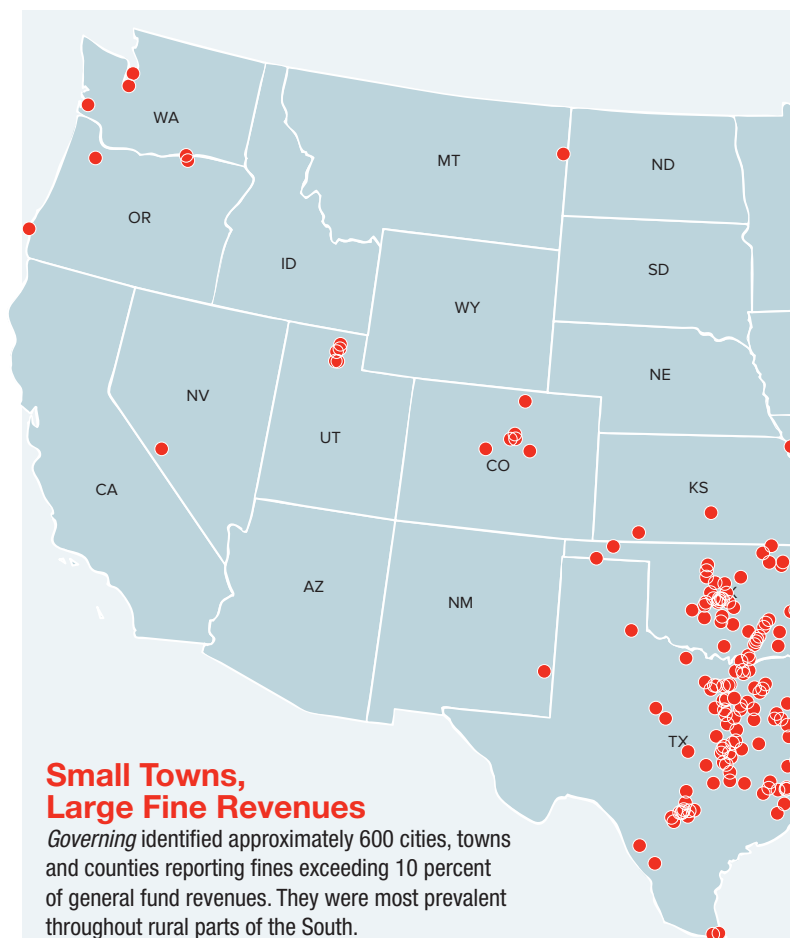 WA
MT
ND
OR
ID
SD
WY
NE
NV
UT
CO
KS
CA
AZ
NM
K
TX
Small Towns,
Large Fine Revenues
Governing identified approximately 600 cities, towns
and counties reporting fines exceeding 10 percent
of general fund revenues. They were most prevalent
throughout rural parts of the South.